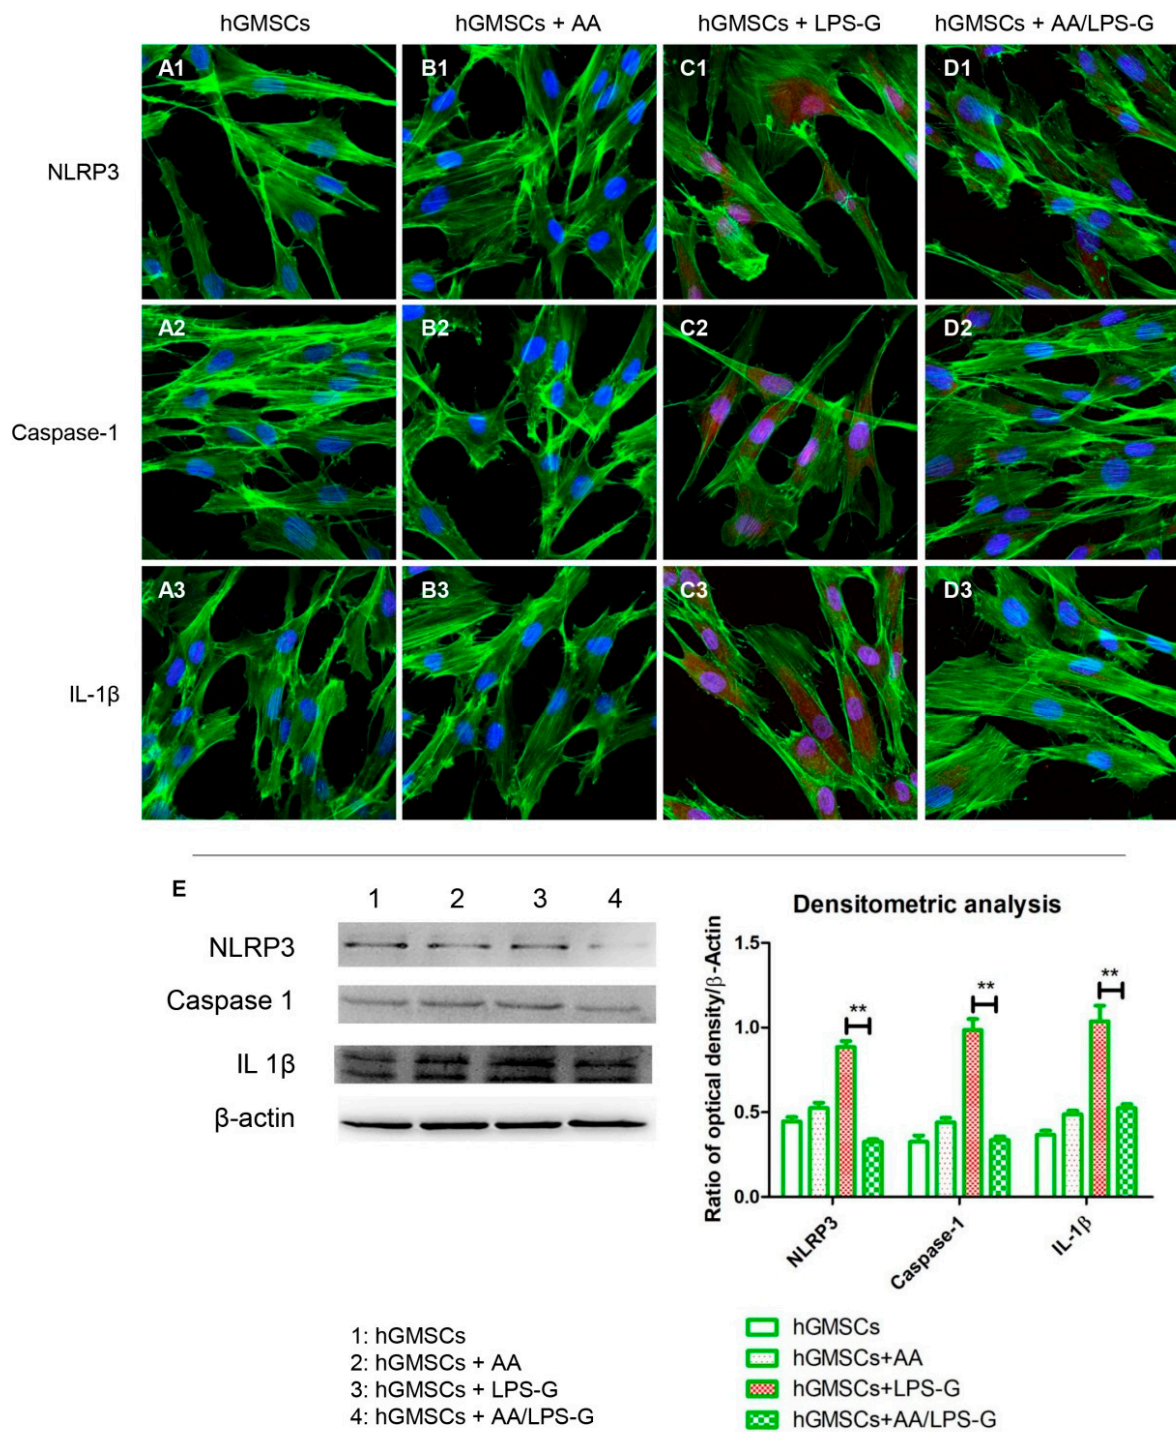 hGMSCs hGMSCs + AA hGMSCs + LPS-G hGMSCs + AA/LPS-G
NLRP3 A1 B1 C1 D1
Caspase-1 A2 B2 C2 D2
IL-1β A3 B3 C3 D3
E
1 2 3 4
NLRP3
Caspase 1
IL 1β
β-actin
1: hGMSCs
2: hGMSCs + AA
3: hGMSCs + LPS-G
4: hGMSCs + AA/LPS-G
Densitometric analysis
Ratio of optical density/β-Actin
1.5
1.0
0.5
0.0
** ** **
NLRP3
Caspase-1
IL-1β
hGMSCs
hGMSCs+AA
hGMSCs+LPS-G
hGMSCs+AA/LPS-G